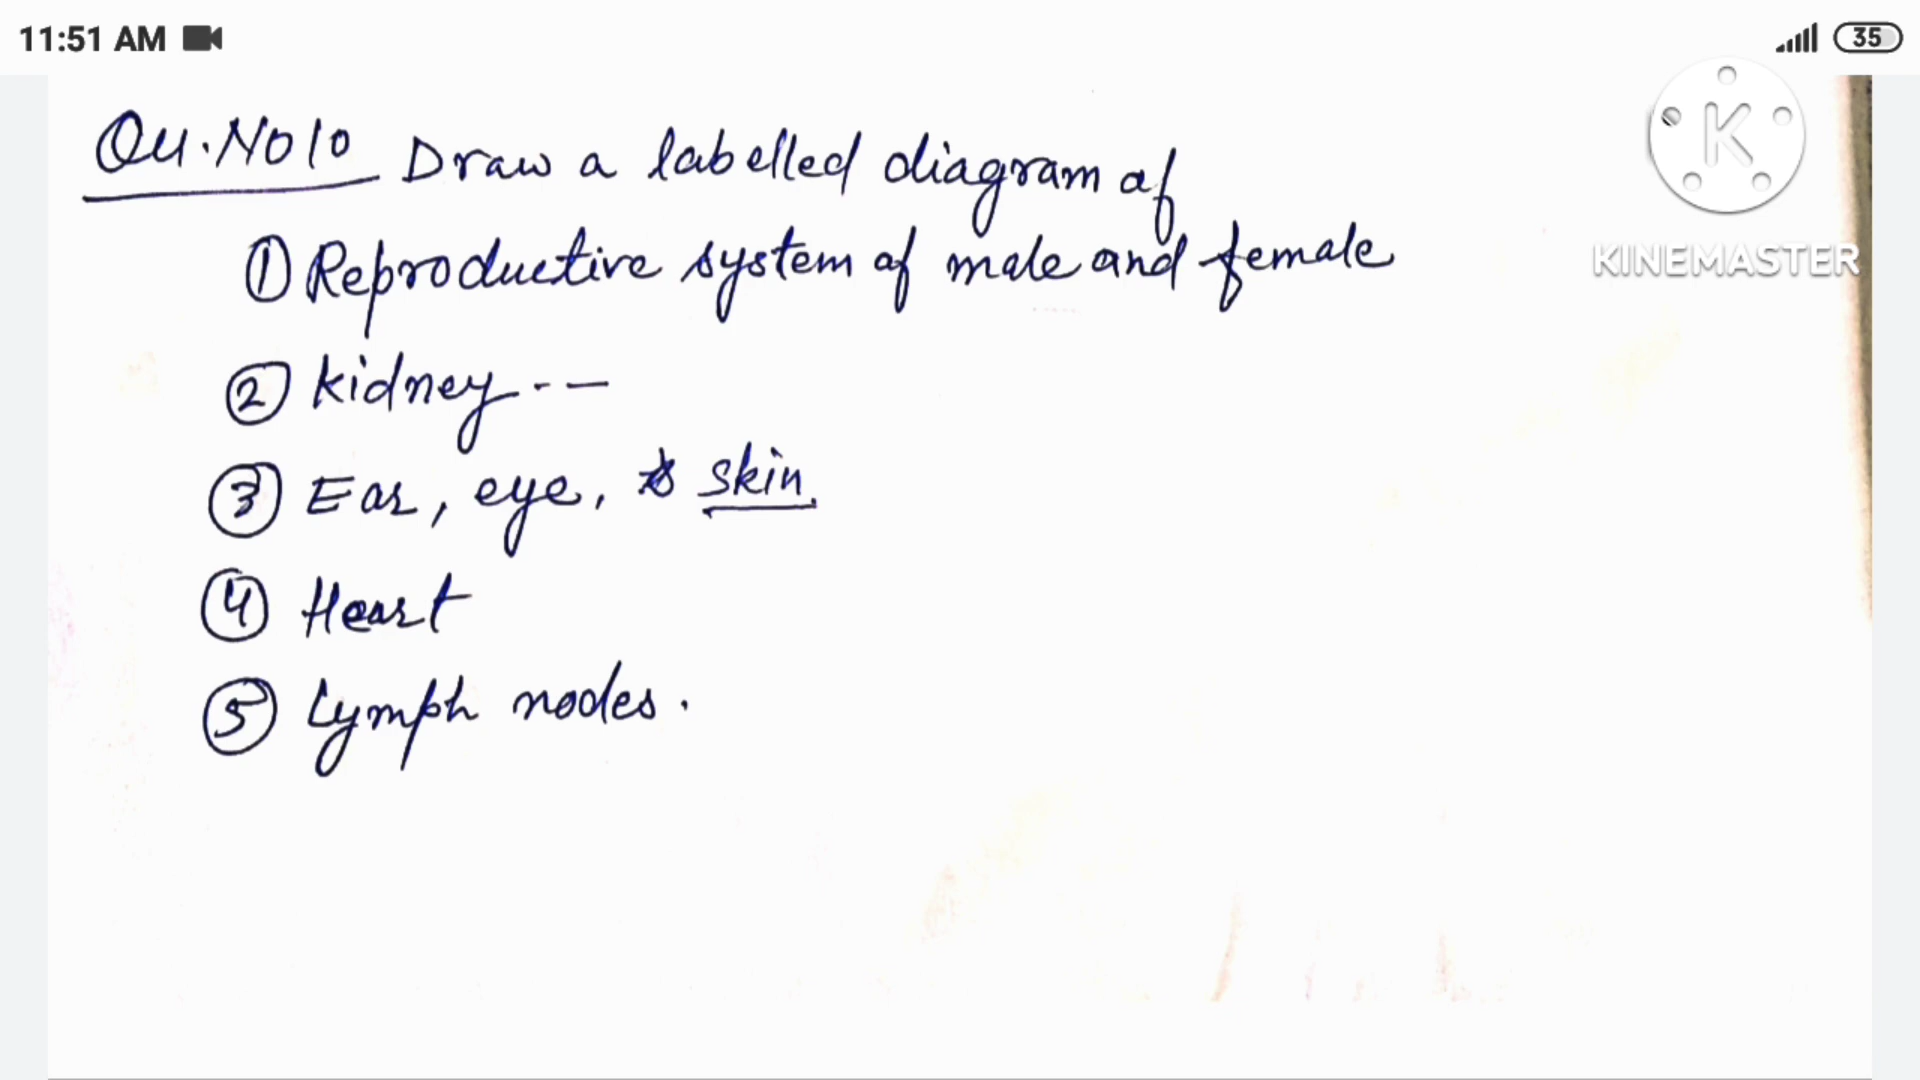 11:51 AM
35
K
KINEMASTER
Qu.No10 Draw a labelled diagram of
① Reproductive system of male and female
② kidney - - —
③ Ear, eye, skin.
④ Heart
⑤ Lymph nodes.